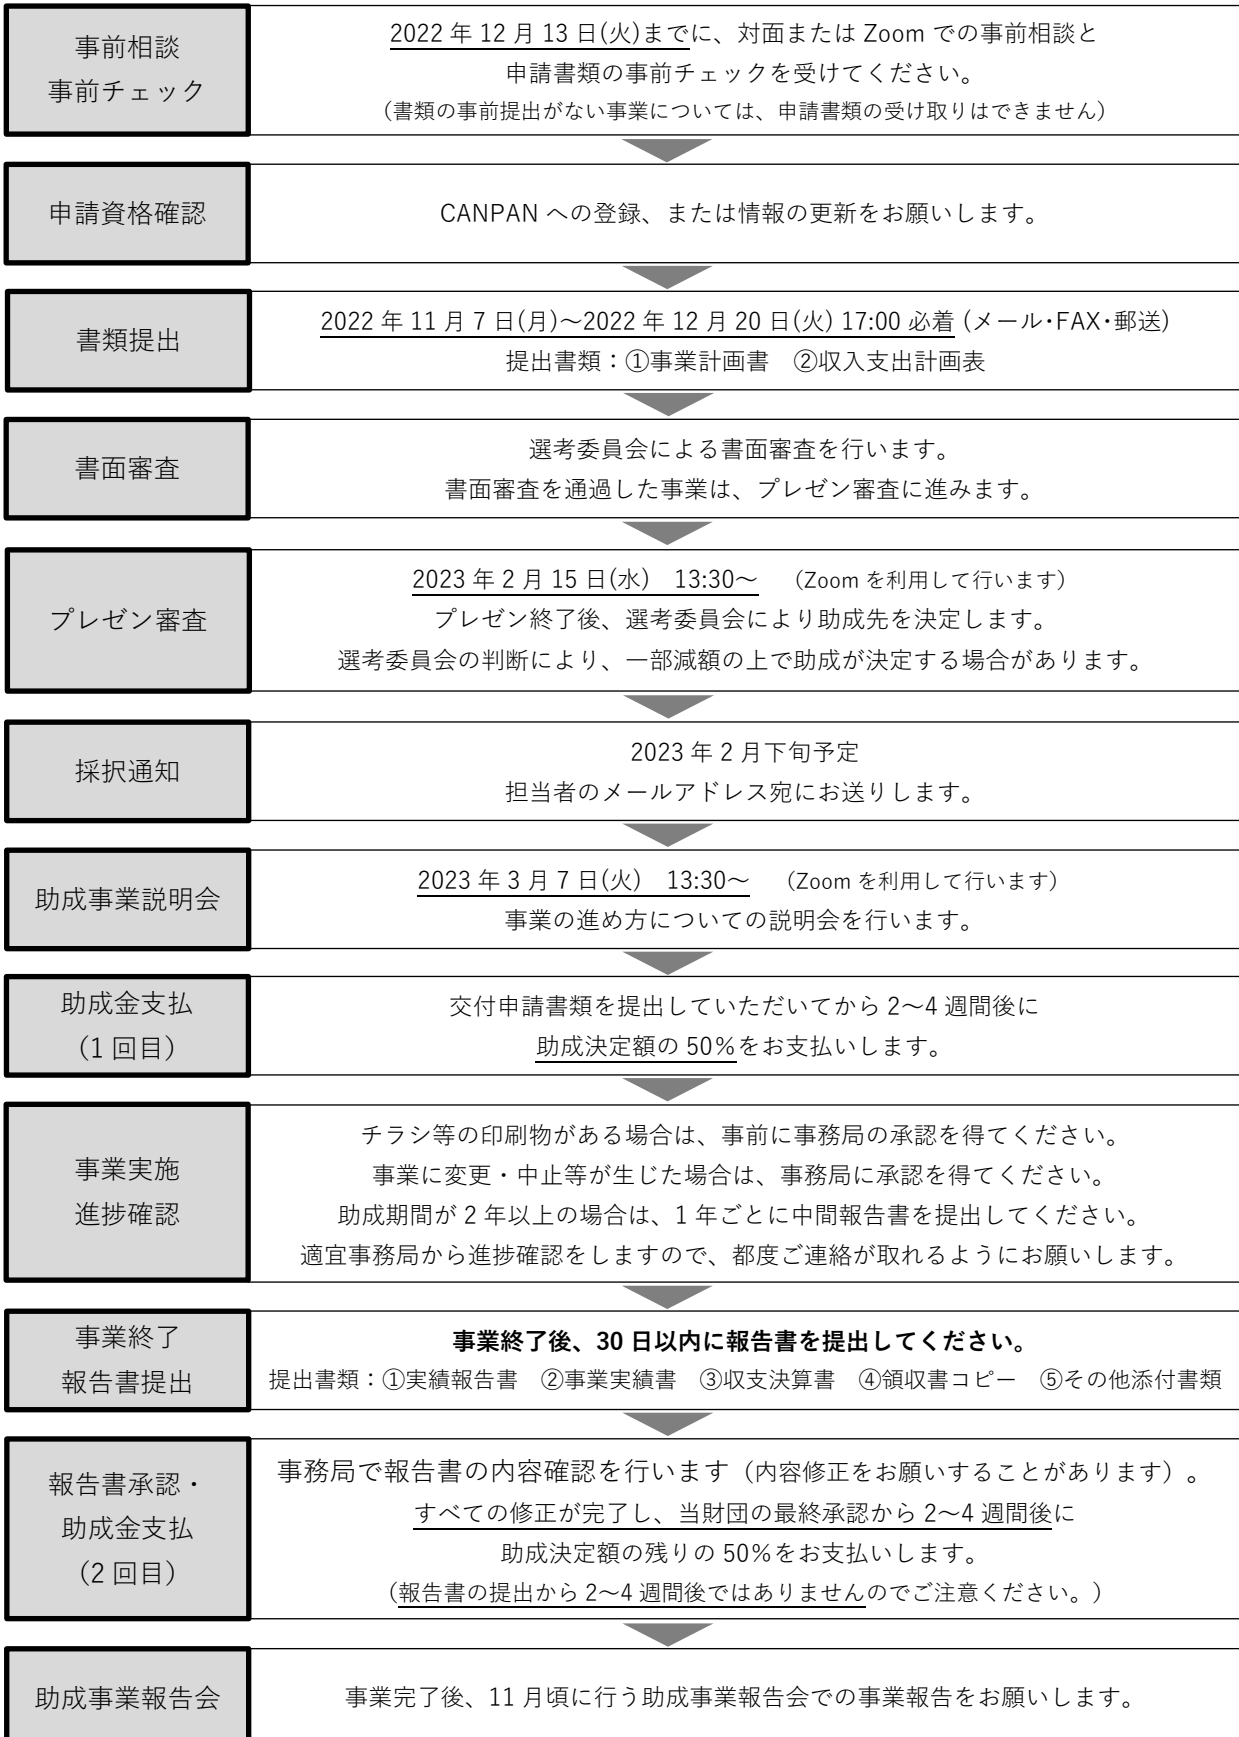 事前相談
事前チェック
2022 年 12 月 13 日(火)までに、対面または Zoom での事前相談と
申請書類の事前チェックを受けてください。
（書類の事前提出がない事業については、申請書類の受け取りはできません）
申請資格確認
CANPAN への登録、または情報の更新をお願いします。
書類提出
2022 年 11 月 7 日(月)～2022 年 12 月 20 日(火) 17:00 必着 (メール･FAX･郵送)
提出書類：①事業計画書　②収入支出計画表
書面審査
選考委員会による書面審査を行います。
書面審査を通過した事業は、プレゼン審査に進みます。
プレゼン審査
2023 年 2 月 15 日(水)　13:30～　（Zoom を利用して行います）
プレゼン終了後、選考委員会により助成先を決定します。
選考委員会の判断により、一部減額の上で助成が決定する場合があります。
採択通知
2023 年 2 月下旬予定
担当者のメールアドレス宛にお送りします。
助成事業説明会
2023 年 3 月 7 日(火)　13:30～　（Zoom を利用して行います）
事業の進め方についての説明会を行います。
助成金支払
（1 回目）
交付申請書類を提出していただいてから 2～4 週間後に
助成決定額の 50％をお支払いします。
事業実施
進捗確認
チラシ等の印刷物がある場合は、事前に事務局の承認を得てください。
事業に変更・中止等が生じた場合は、事務局に承認を得てください。
助成期間が 2 年以上の場合は、1 年ごとに中間報告書を提出してください。
適宜事務局から進捗確認をしますので、都度ご連絡が取れるようにお願いします。
事業終了
報告書提出
事業終了後、30 日以内に報告書を提出してください。
提出書類：①実績報告書　②事業実績書　③収支決算書　④領収書コピー　⑤その他添付書類
報告書承認・
助成金支払
（2 回目）
事務局で報告書の内容確認を行います（内容修正をお願いすることがあります）。
すべての修正が完了し、当財団の最終承認から 2～4 週間後に
助成決定額の残りの 50％をお支払いします。
（報告書の提出から 2～4 週間後ではありませんのでご注意ください。）
助成事業報告会
事業完了後、11 月頃に行う助成事業報告会での事業報告をお願いします。